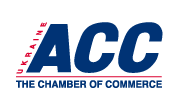 UKRAINE
ACC
THE CHAMBER OF COMMERCE